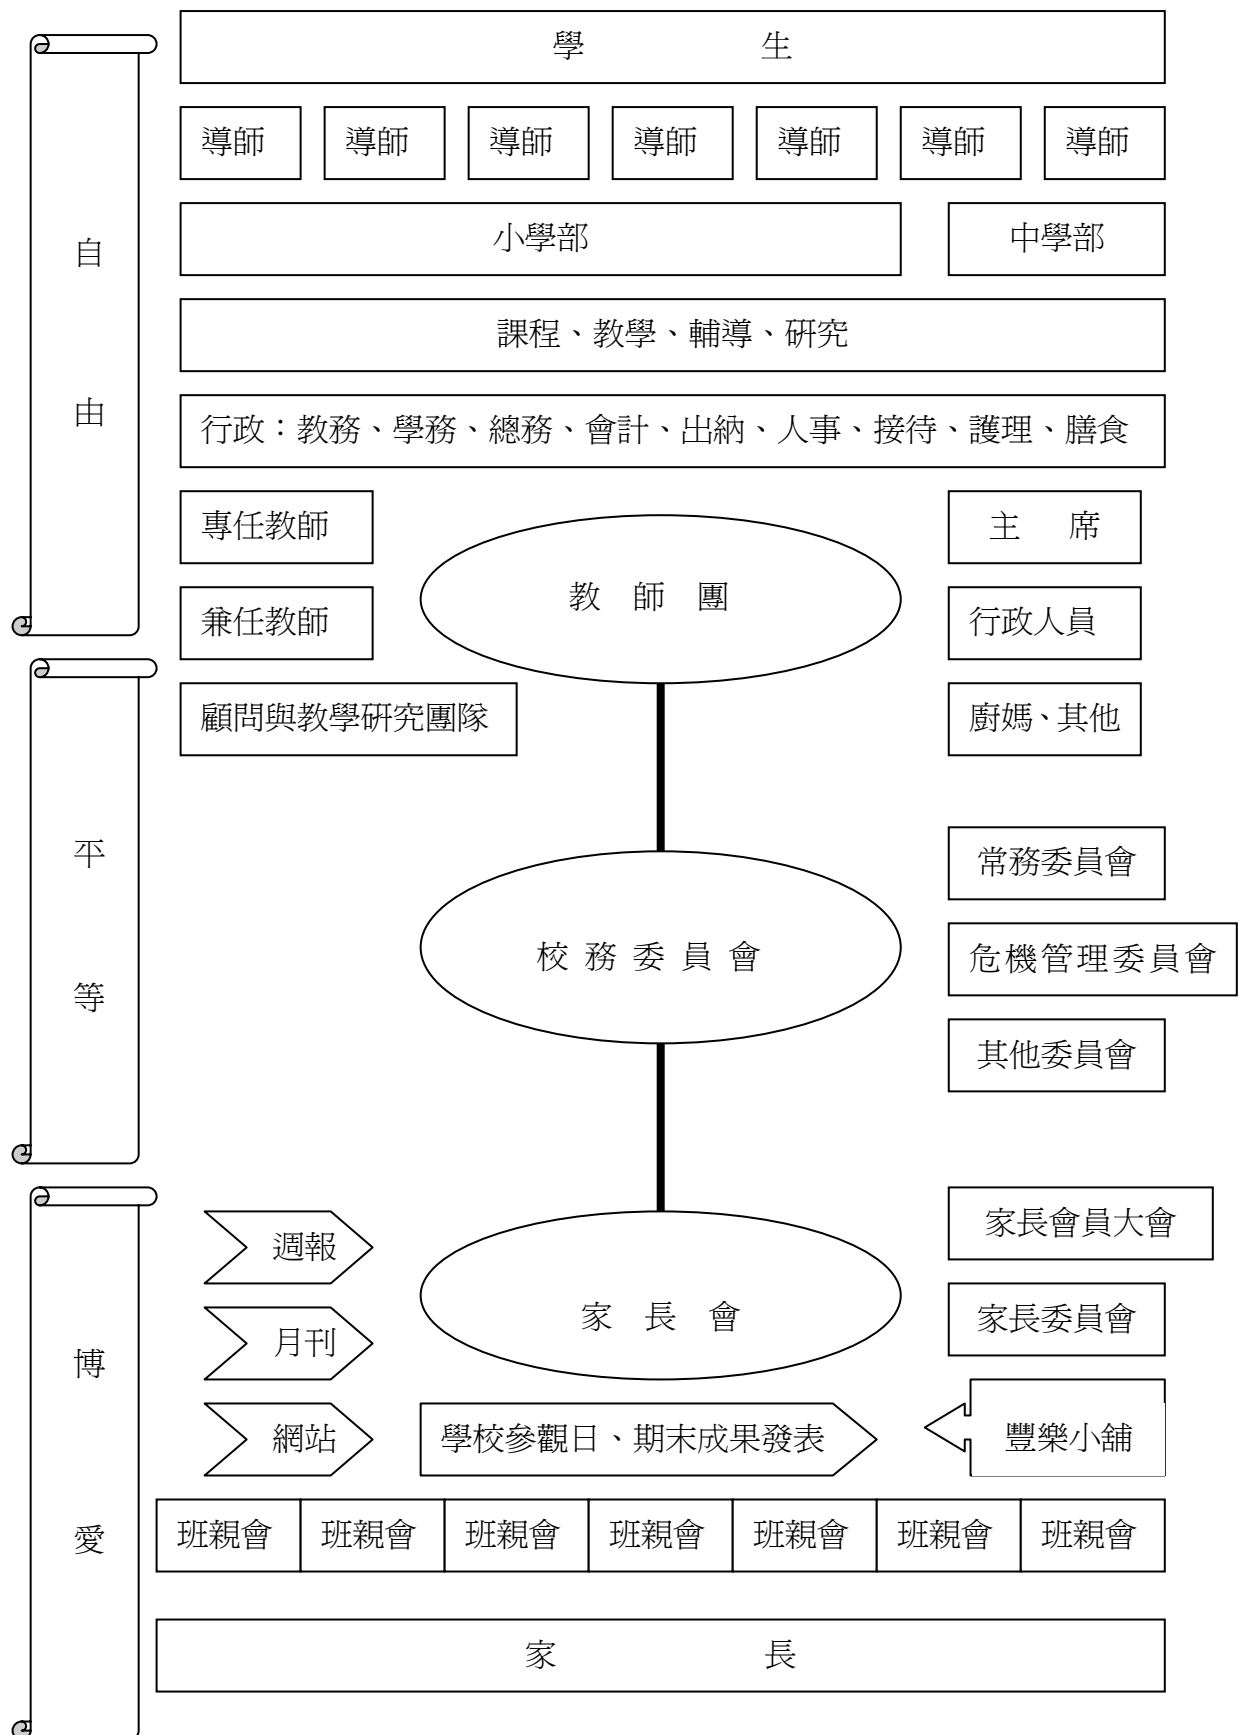 學 生
導師 導師 導師 導師 導師 導師 導師
小學部 中學部
自
課程、教學、輔導、研究
由
行政：教務、學務、總務、會計、出納、人事、接待、護理、膳食
專任教師
主 席
教 師 團
兼任教師
行政人員
顧問與教學研究團隊
廚媽、其他
平
常務委員會
校務委員會
危機管理委員會
等
其他委員會
家長會員大會
週報
家 長 會
家長委員會
月刊
博
網站
學校參觀日、期末成果發表
豐樂小舖
愛
班親會 班親會 班親會 班親會 班親會 班親會 班親會
家 長